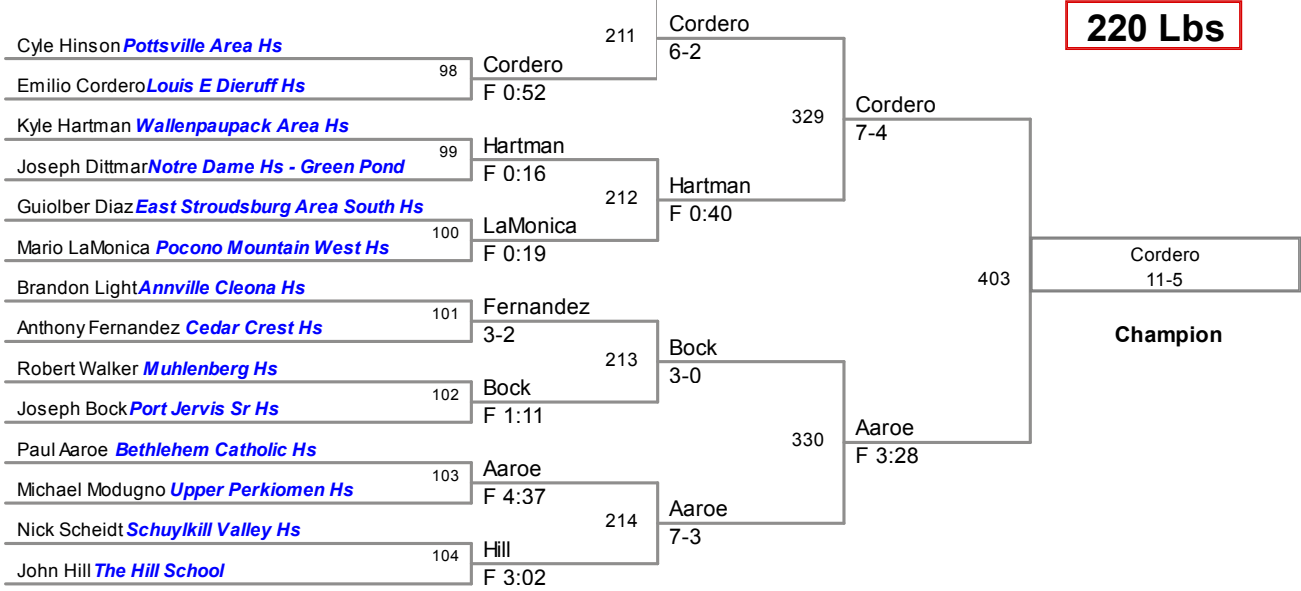 220 Lbs
Cyle Hinson Pottsville Area Hs
Emilio Cordero Louis E Dieruff Hs
Kyle Hartman Wallenpaupack Area Hs
Joseph Dittmar Notre Dame Hs - Green Pond
Guiolber Diaz East Stroudsburg Area South Hs
Mario LaMonica Pocono Mountain West Hs
Brandon Light Annville Cleona Hs
Anthony Fernandez Cedar Crest Hs
Robert Walker Muhlenberg Hs
Joseph Bock Port Jervis Sr Hs
Paul Aaroe Bethlehem Catholic Hs
Michael Modugno Upper Perkiomen Hs
Nick Scheidt Schuylkill Valley Hs
John Hill The Hill School
98
Cordero
F 0:52
99
Hartman
F 0:16
100
LaMonica
F 0:19
101
Fernandez
3-2
102
Bock
F 1:11
103
Aaroe
F 4:37
104
Hill
F 3:02
211
Cordero
6-2
212
Hartman
F 0:40
213
Bock
3-0
214
Aaroe
7-3
329
Cordero
7-4
330
Aaroe
F 3:28
403
Cordero
11-5
Champion